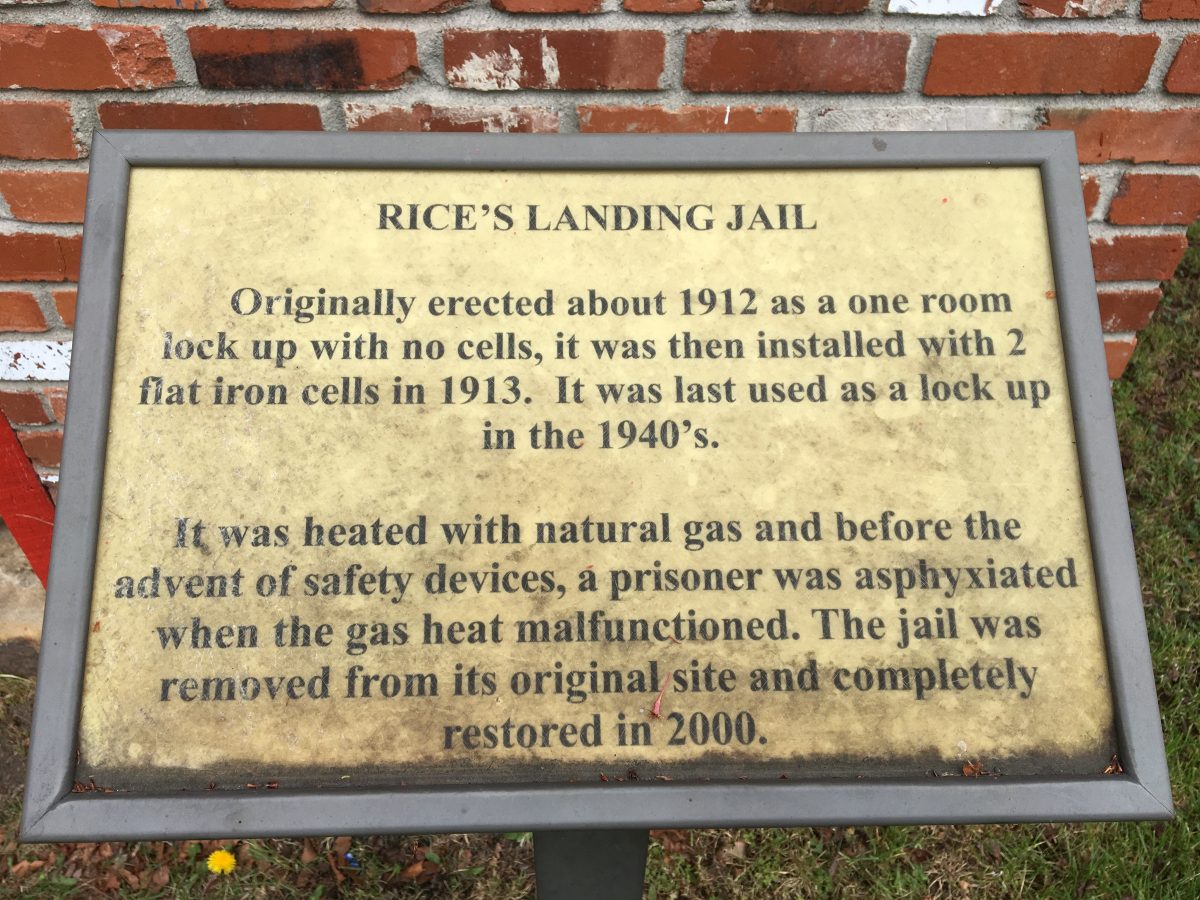 RICE'S LANDING JAIL
Originally erected about 1912 as a one room
lock up with no cells, it was then installed with 2
flat iron cells in 1913. It was last used as a lock up
in the 1940's.
It was heated with natural gas and before the
advent of safety devices, a prisoner was asphyxiated
when the gas heat malfunctioned. The jail was
removed from its original site and completely
restored in 2000.